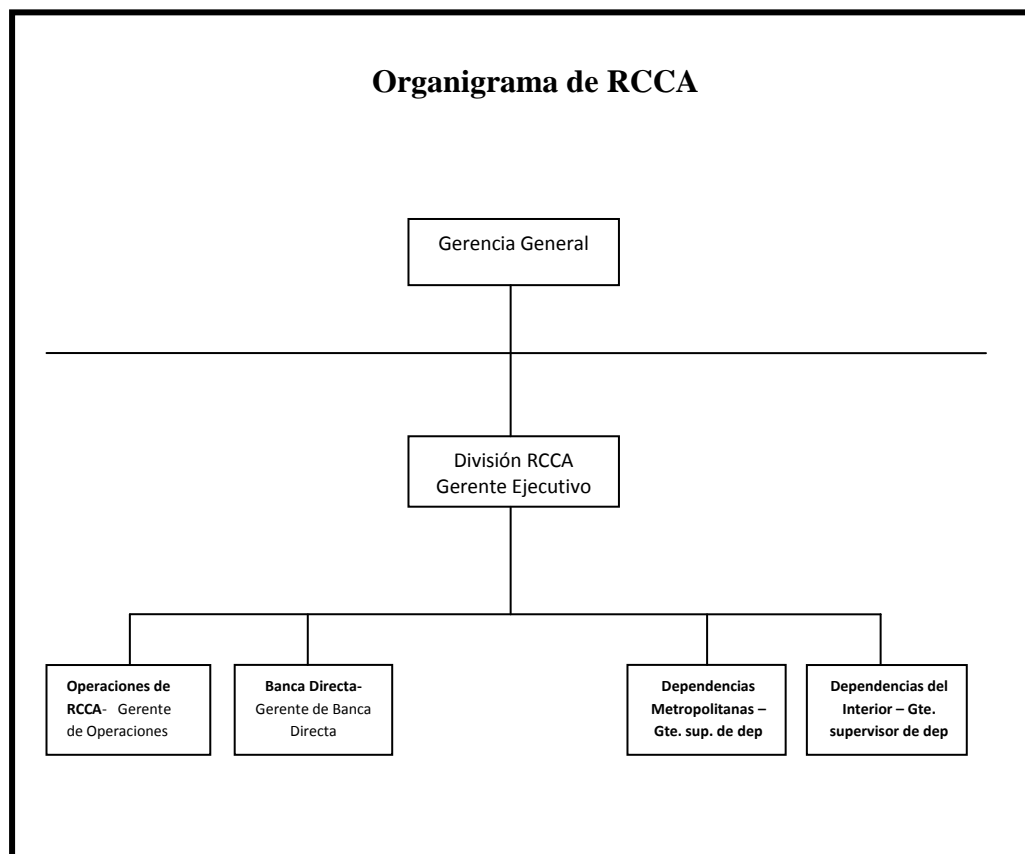 Organigrama de RCCA
Gerencia General
División RCCA
Gerente Ejecutivo
Operaciones de
RCCA- Gerente
de Operaciones
Banca Directa-
Gerente de Banca
Directa
Dependencias
Metropolitanas –
Gte. sup. de dep
Dependencias del
Interior – Gte.
supervisor de dep